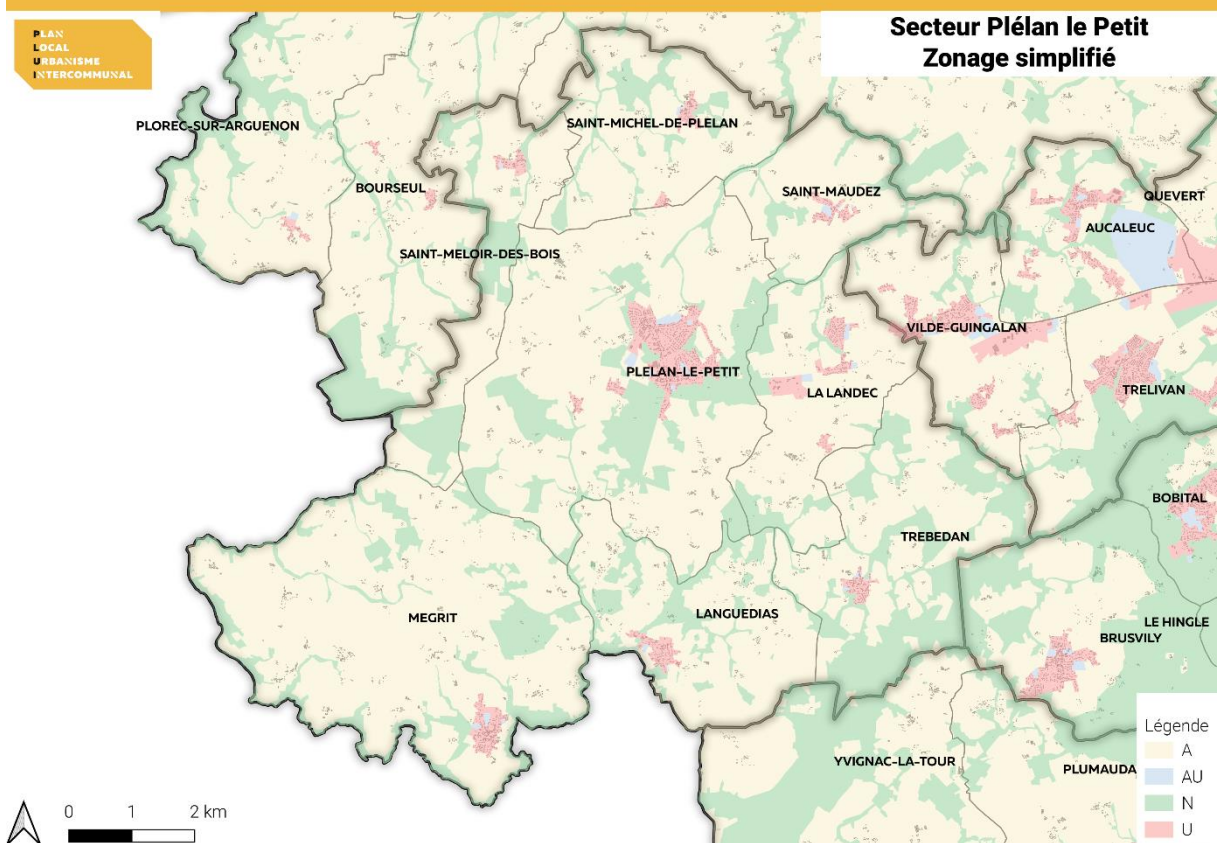 PLAN
LOCAL
URBANISME
INTERCOMMUNAL
Secteur Plélan le Petit
Zonage simplifié
PLOREC-SUR-ARGUENON
SAINT-MICHEL-DE-PLELAN
BOURSEUL
SAINT-MAUDEZ
QUEVERT
AUCALEUC
SAINT-MELOIR-DES-BOIS
VILDE-GUINGALAN
PLELAN-LE-PETIT
LA LANDEC
TRELIVAN
BOBITAL
TREBEDAN
MEGRIT
LANGUEDIAS
LE HINGLE
BRUSVILY
YVIGNAC-LA-TOUR
PLUMAUDA
Légende
A
AU
N
U
0 1 2 km